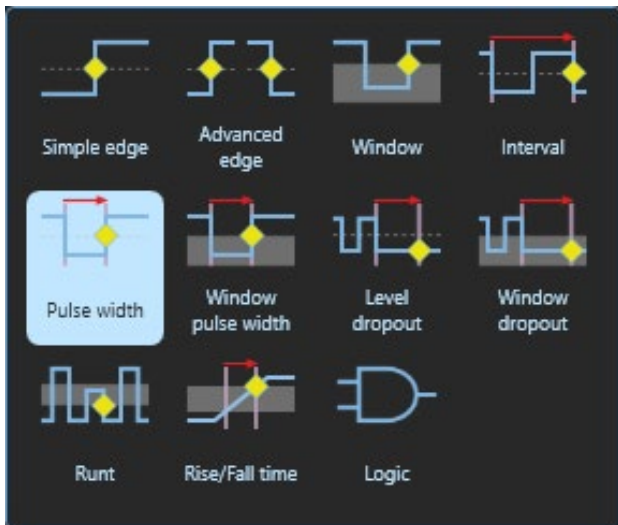 Simple edge
Advanced
edge
Window
Interval
Pulse width
Window
pulse width
Level
dropout
Window
dropout
Runt
Rise/Fall time
Logic